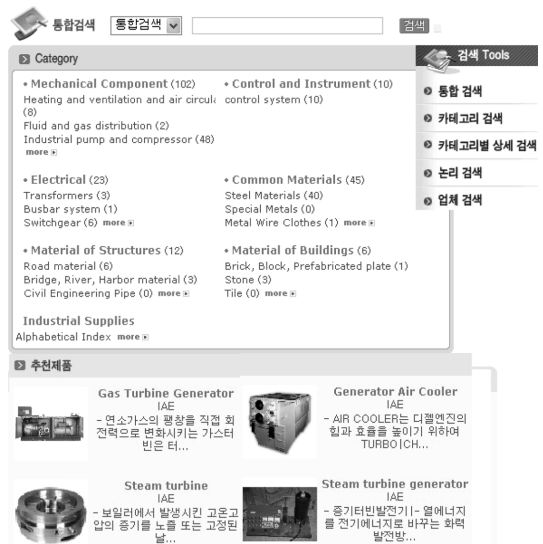 통합검색 통합검색 검색
Category
검색 Tools
통합 검색
카테고리 검색
카테고리별 상세 검색
논리 검색
업체 검색
• Mechanical Component (102)
Heating and ventilation and air circula
(8)
Fluid and gas distribution (2)
Industrial pump and compressor (48)
more
• Control and Instrument (10)
control system (10)
• Electrical (23)
Transformers (3)
Busbar system (1)
Switchgear (6) more
• Common Materials (45)
Steel Materials (40)
Special Metals (0)
Metal Wire Clothes (1) more
• Material of Structures (12)
Road material (6)
Bridge, River, Harbor material (3)
Civil Engineering Pipe (0) more
• Material of Buildings (6)
Brick, Block, Prefabricated plate (1)
Stone (3)
Tile (0) more
Industrial Supplies
Alphabetical Index more
추천제품
Gas Turbine Generator
IAE
- 연소가스의 팽창을 직접 회
전력으로 변화시키는 가스터
빈은 터...
Generator Air Cooler
IAE
- AIR COOLER는 디젤엔진의
힘과 효율을 높이기 위하여
TURBO|CH...
Steam turbine
IAE
- 보일러에서 발생시킨 고온고
압의 증기를 노즐 또는 고정된
날...
Steam turbine generator
IAE
- 증기터빈발전기|- 열에너지
를 전기에너지로 바꾸는 화력
발전방...